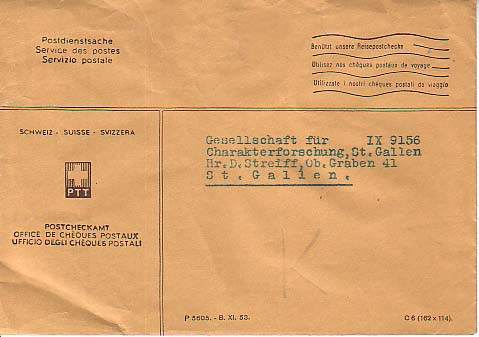 Postdienstsache
Service des postes
Servizio postale
Benützt unsere Reisepostchecks
Utilisez nos chèques postaux de voyage
Utilizzate i nostri chèques postali da viaggio
SCHWEIZ - SUISSE - SVIZZERA
PTT
POSTCHECKAMT
OFFICE DE CHÈQUES POSTAUX
UFFICIO DEGLI CHÈQUES POSTALI
Gesellschaft für IX 9156
Charakterforschung, St. Gallen
Hr. D. Streiff, Ob. Graben 41
St. Gallen.
P 5505. - B. XI. 53.
C 6 (162 x 114).